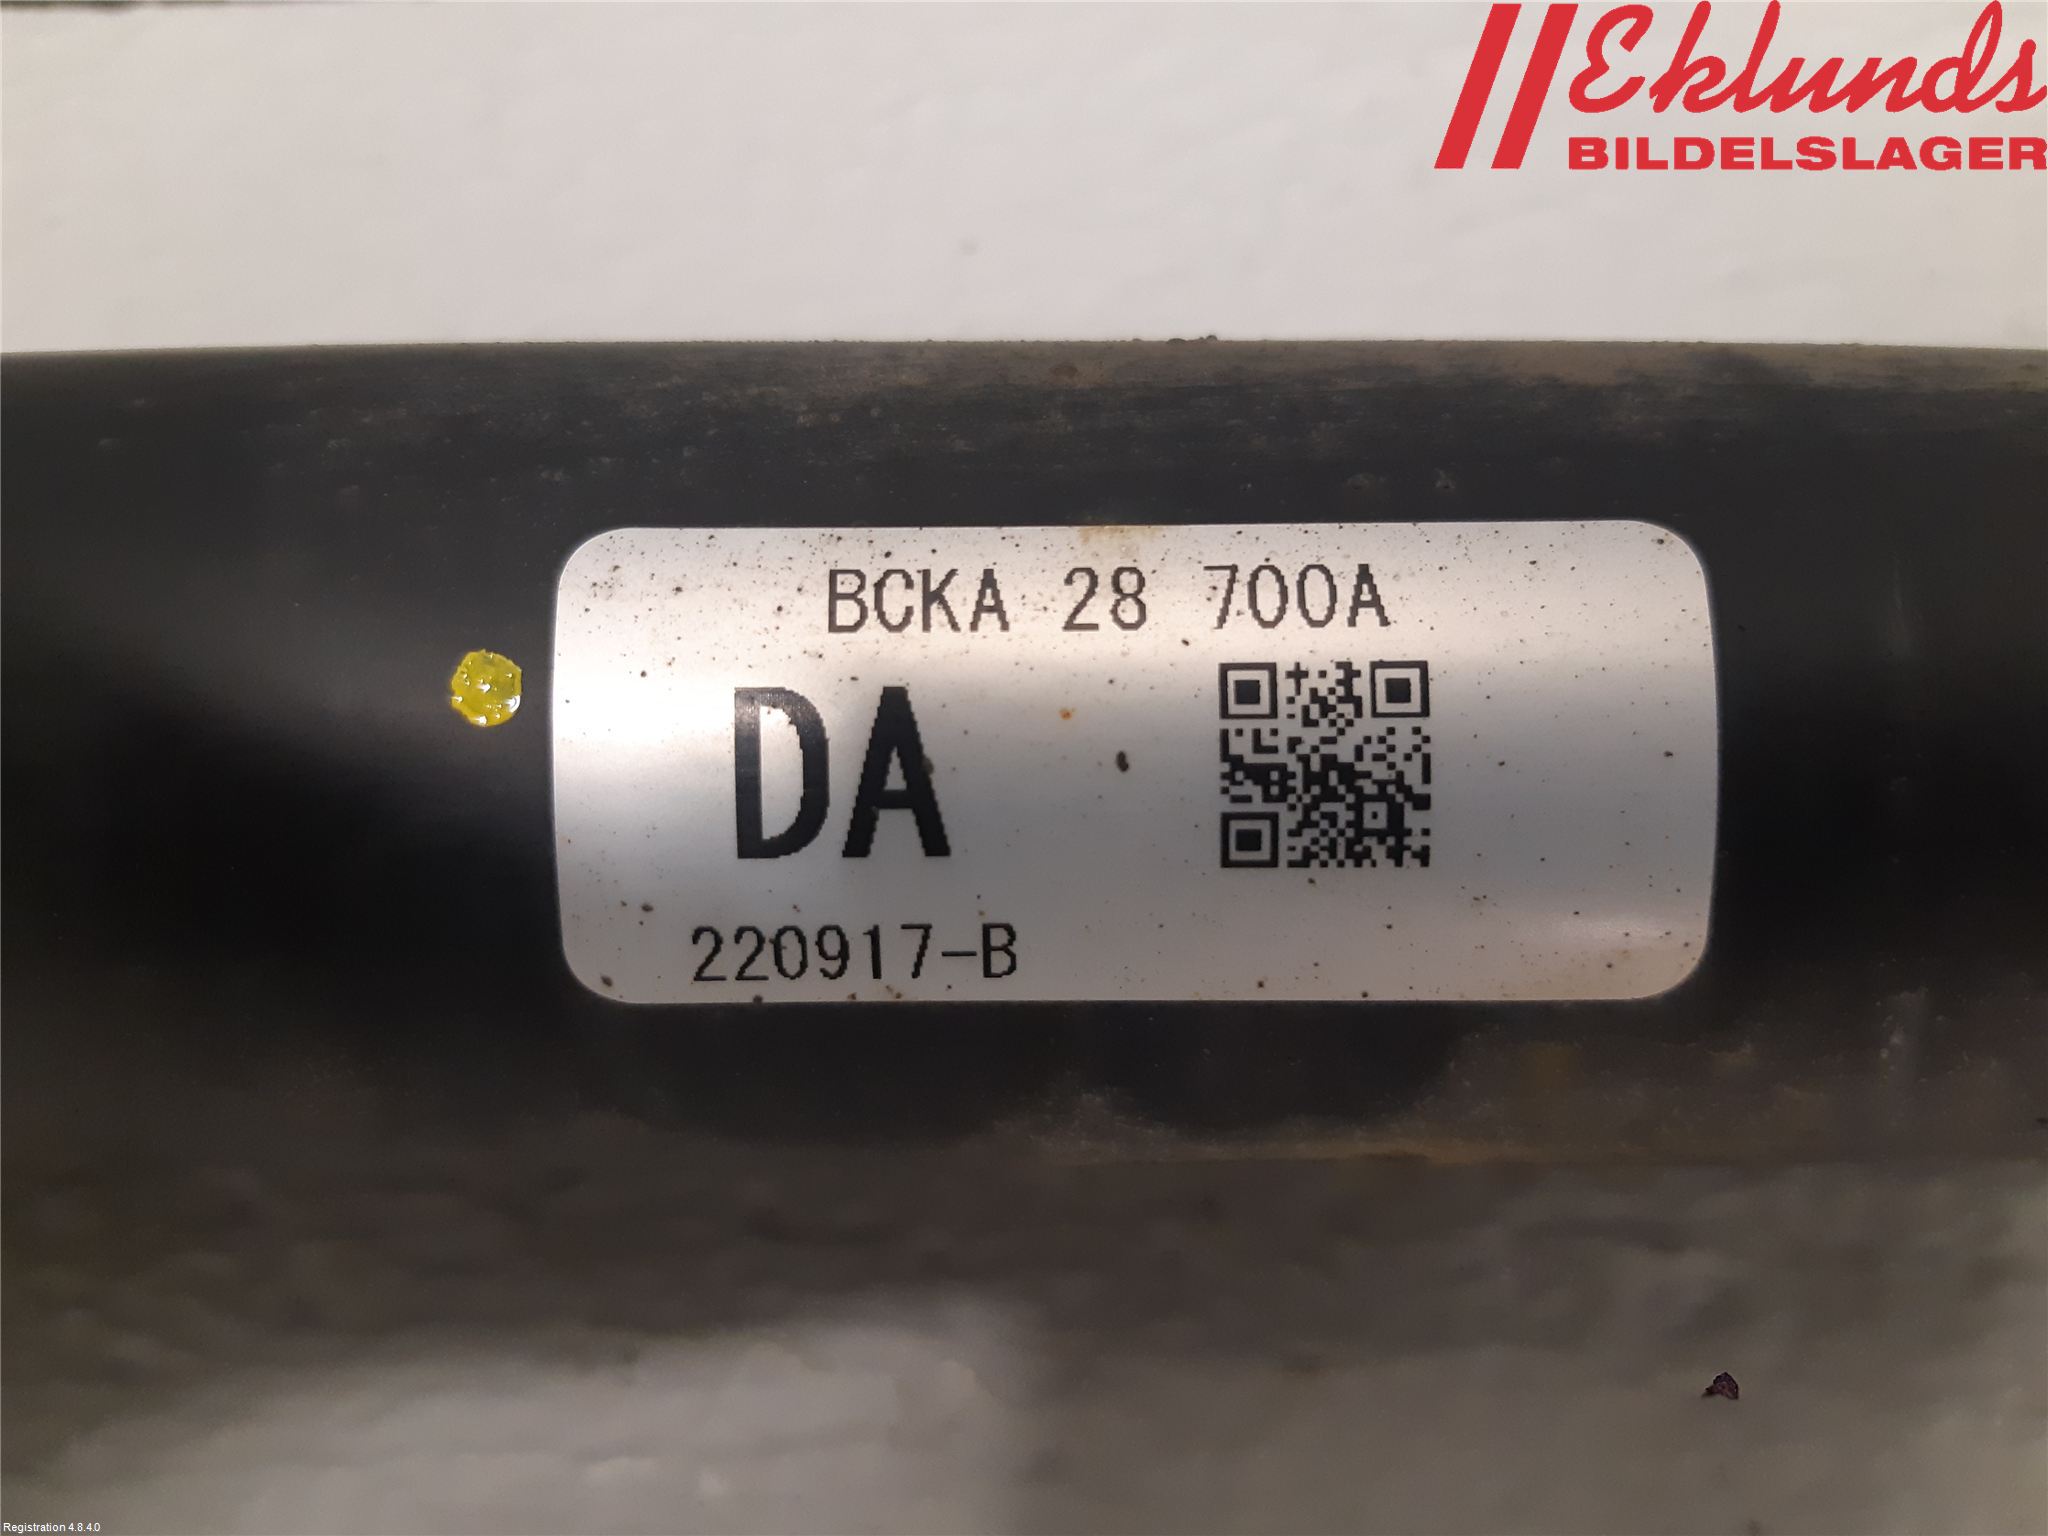 Eklunds
BILDELSLAGER
BCKA 28 700A
DA
220917-B
Registration 4.8.4.0